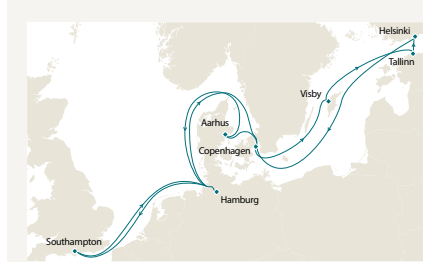 Helsinki
Tallinn
Visby
Aarhus
Copenhagen
Hamburg
Southampton